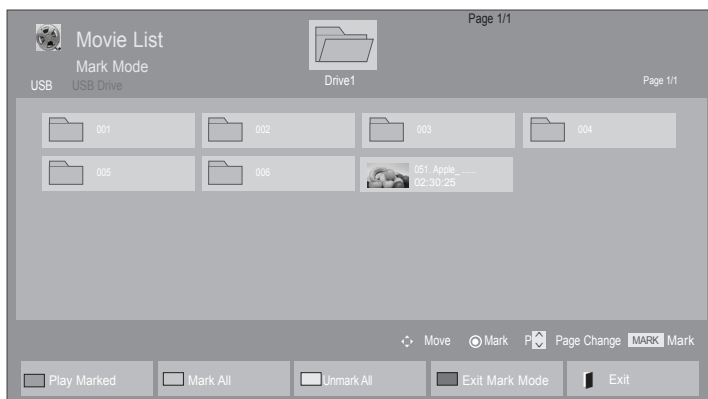 Page 1/1
Movie List
Mark Mode
USB USB Drive
Drive1
Page 1/1
001 002 003 004
005 006 051. Apple_ ......
02:30:25
Move Mark P Page Change MARK Mark
Play Marked Mark All Unmark All Exit Mark Mode Exit